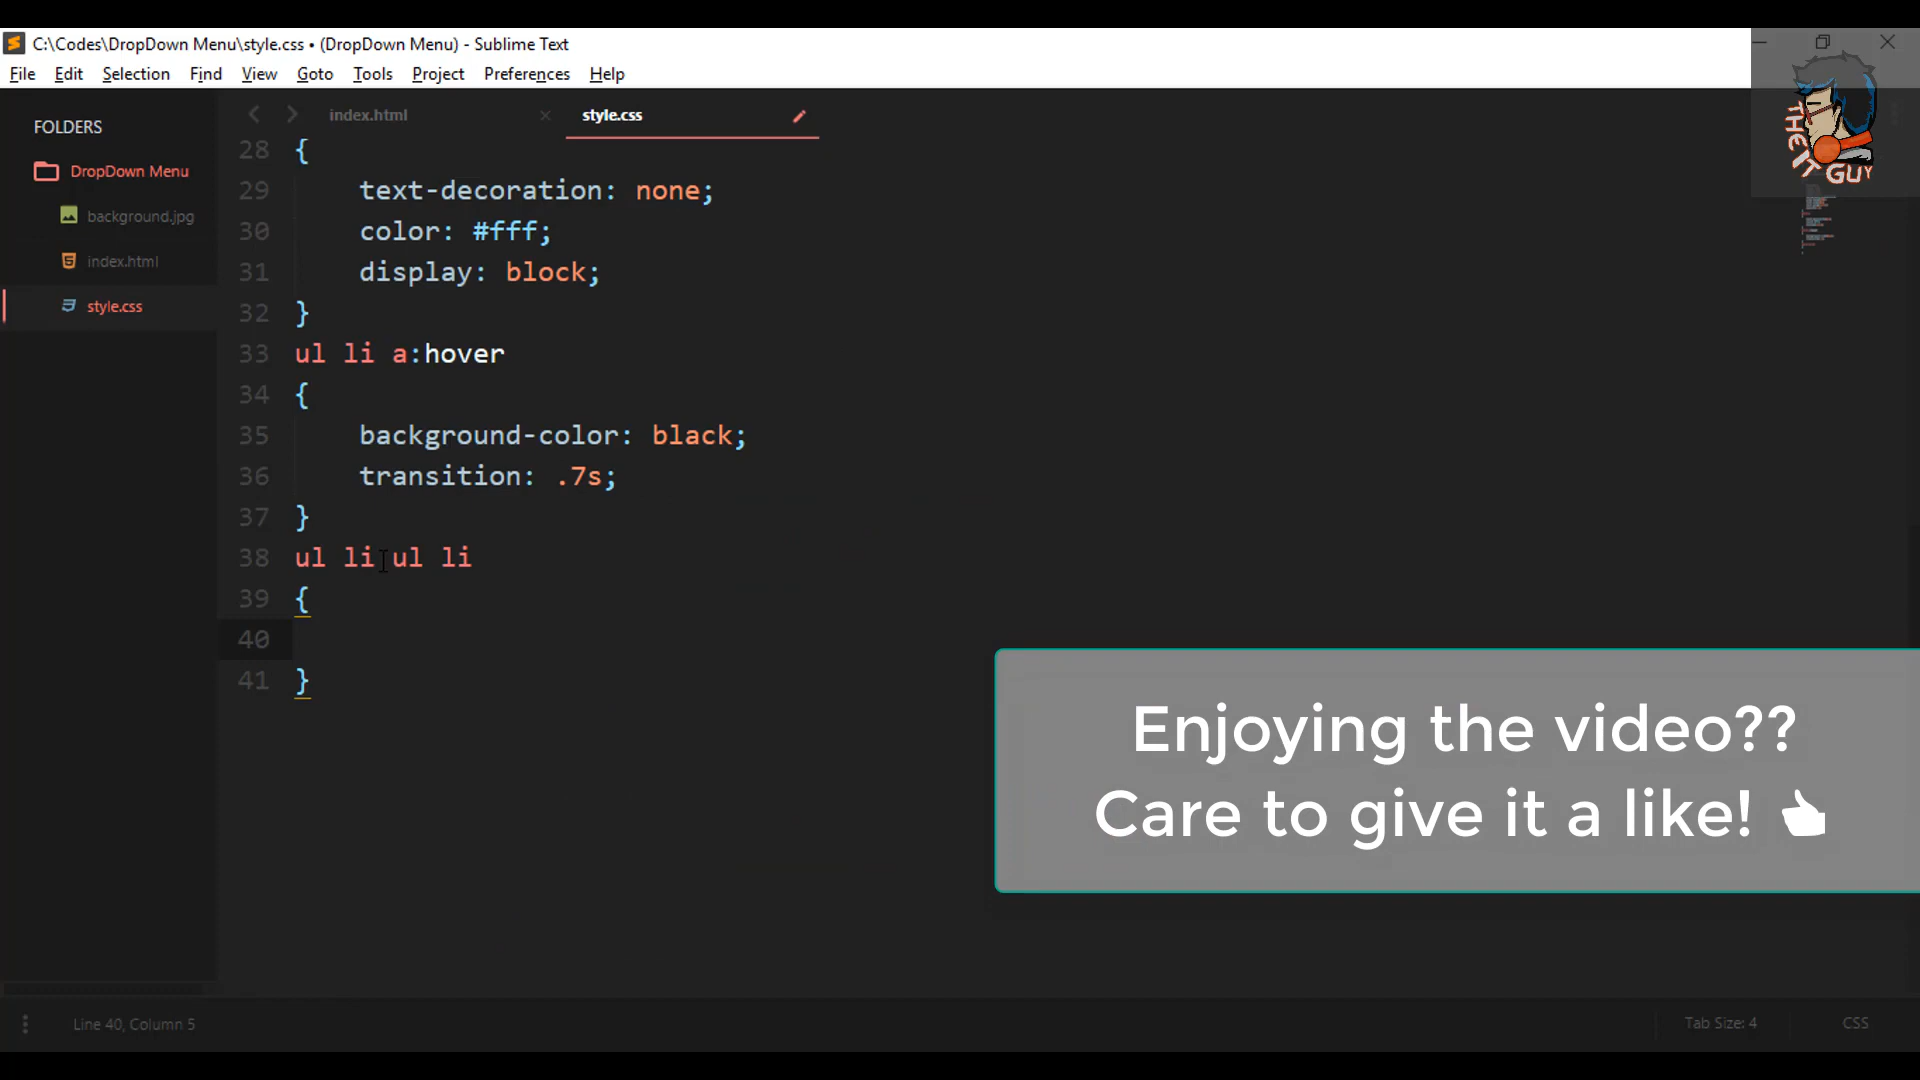 C:\Codes\DropDown Menu\style.css • (DropDown Menu) - Sublime Text
File Edit Selection Find View Goto Tools Project Preferences Help
FOLDERS
DropDown Menu
background.jpg
index.html
style.css
index.html
style.css
28 {
29 text-decoration: none;
30 color: #fff;
31 display: block;
32 }
33 ul li a:hover
34 {
35 background-color: black;
36 transition: .7s;
37 }
38 ul li ul li
39 {
40
41 }
THE IT GUY
Enjoying the video??
Care to give it a like!
Line 40, Column 5
Tab Size: 4
CSS